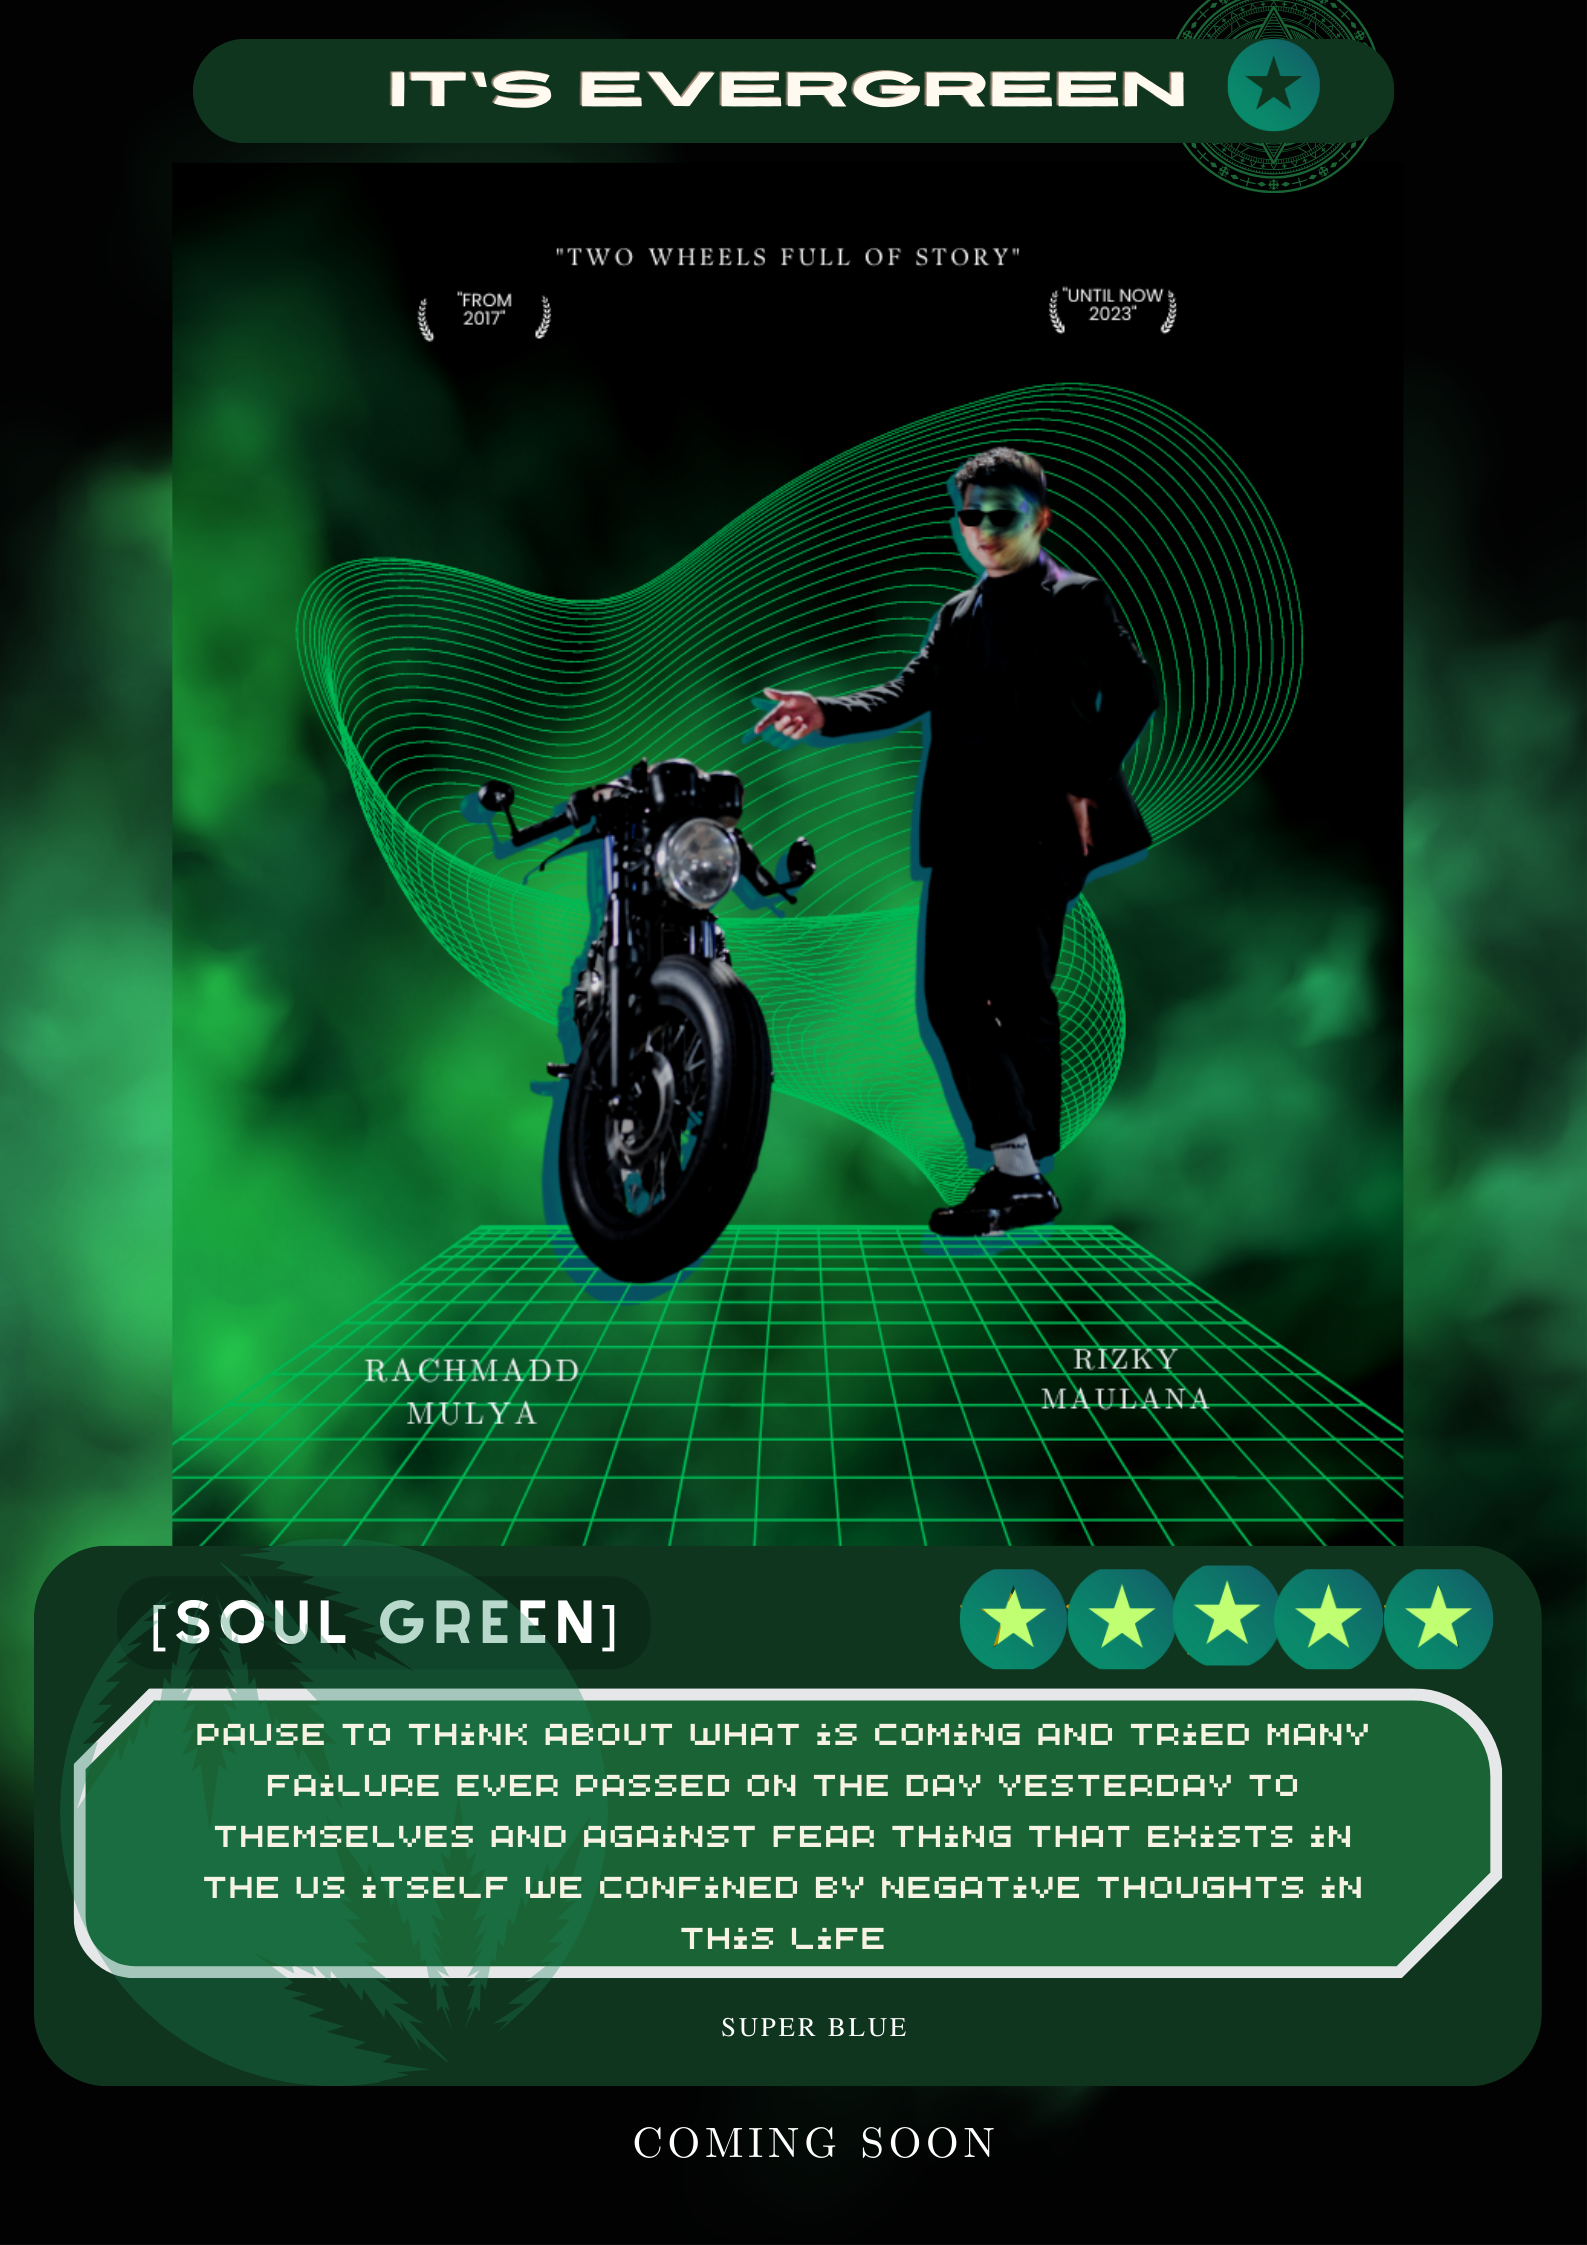 IT'S EVERGREEN
"TWO WHEELS FULL OF STORY"
"FROM
2017"
"UNTIL NOW
2023"
RACHMADD
MULYA
RIZKY
MAULANA
[SOUL GREEN]
PAUSE TO THiNK ABOUT WHAT iS COMiNG AND TRiED MANY
FAiLURE EVER PASSED ON THE DAY YESTERDAY TO
THEMSELVES AND AGAiNST FEAR THiNG THAT EXiSTS iN
THE US iTSELF WE CONFiNED BY NEGATiVE THOUGHTS iN
THiS LiFE
SUPER BLUE
COMING SOON